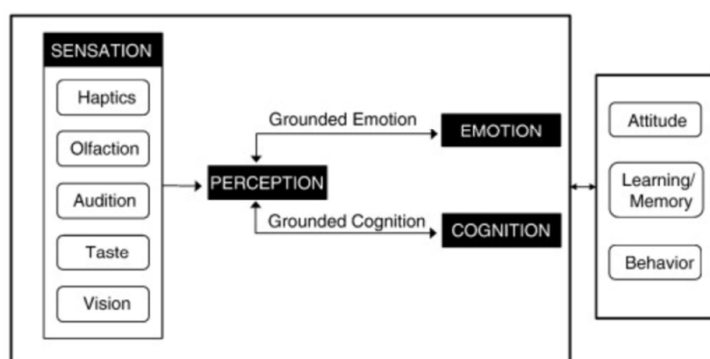 SENSATION
Haptics
Olfaction
Audition
Taste
Vision
PERCEPTION
Grounded Emotion
EMOTION
Grounded Cognition
COGNITION
Attitude
Learning/
Memory
Behavior